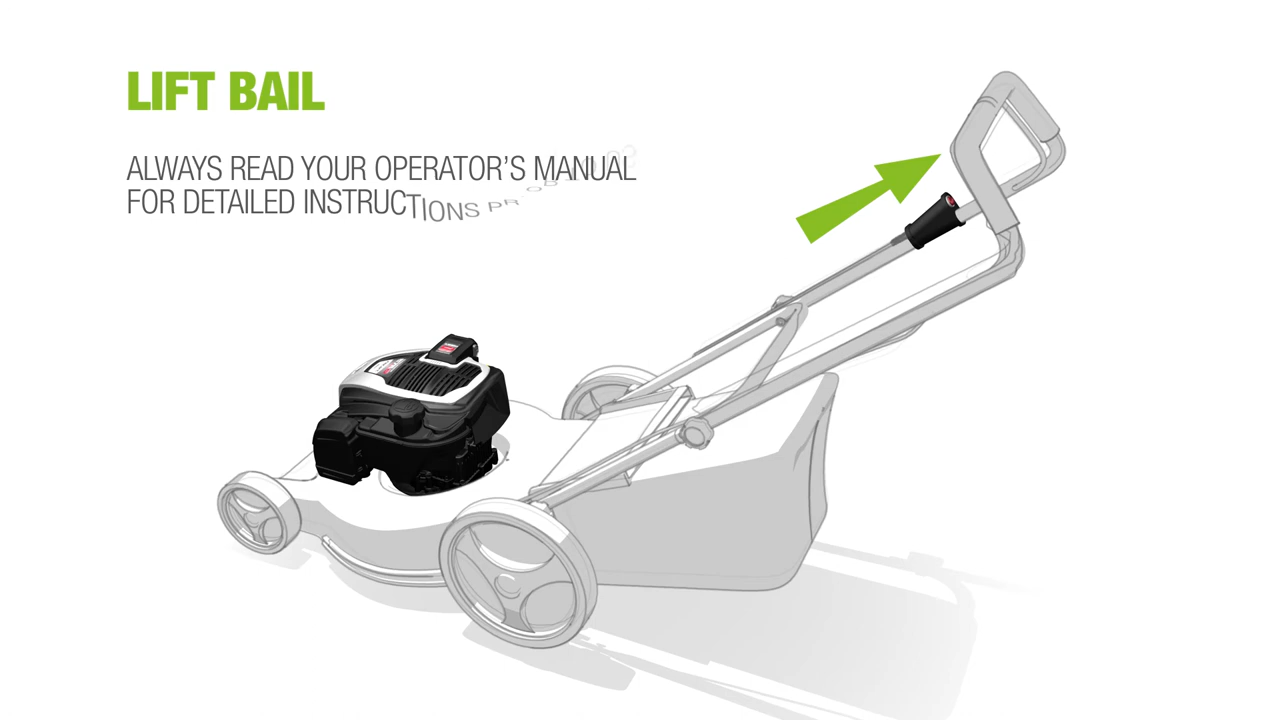 LIFT BAIL
ALWAYS READ YOUR OPERATOR'S MANUAL
FOR DETAILED INSTRUCTIONS